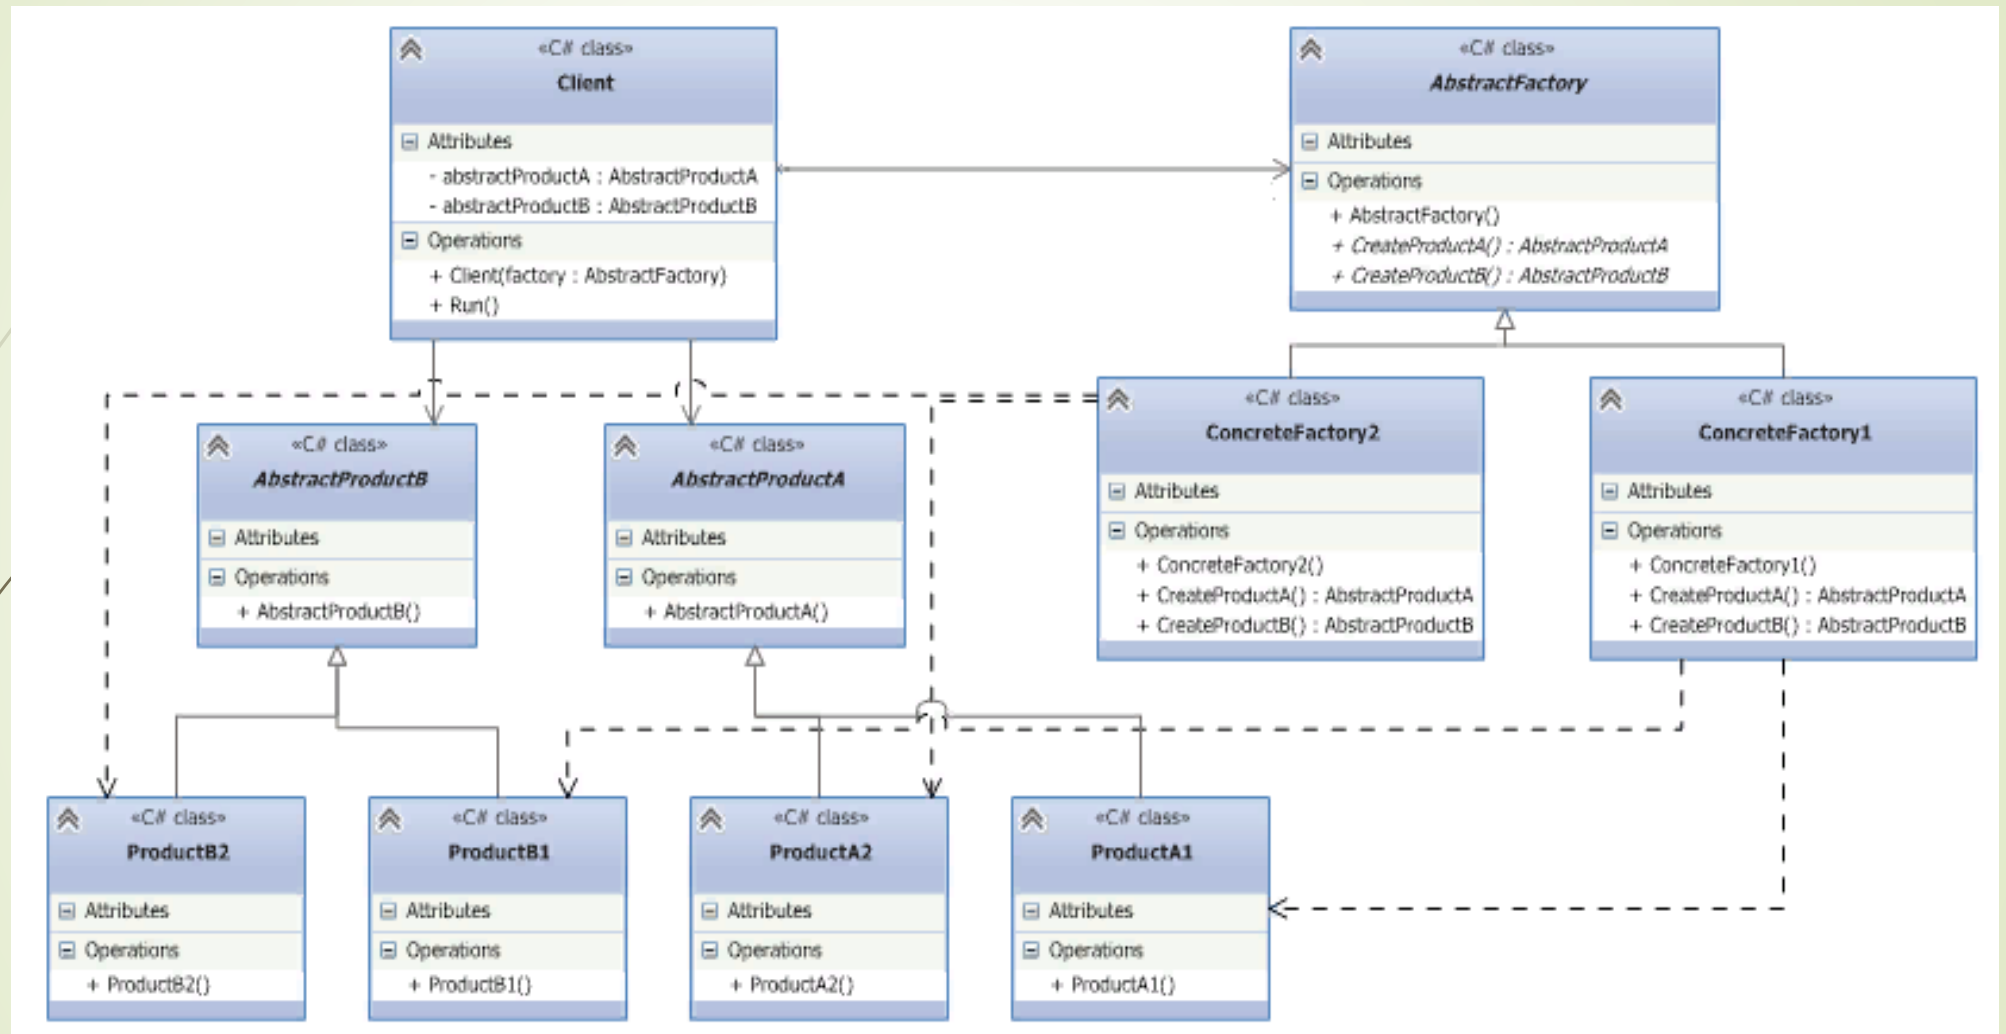 «C# class»
Client
Attributes
- abstractProductA : AbstractProductA
- abstractProductB : AbstractProductB
Operations
+ Client(factory : AbstractFactory)
+ Run()
«C# class»
AbstractFactory
Attributes
Operations
+ AbstractFactory()
+ CreateProductA() : AbstractProductA
+ CreateProductB() : AbstractProductB
«C# class»
AbstractProductB
Attributes
Operations
+ AbstractProductB()
«C# class»
AbstractProductA
Attributes
Operations
+ AbstractProductA()
«C# class»
ConcreteFactory2
Attributes
Operations
+ ConcreteFactory2()
+ CreateProductA() : AbstractProductA
+ CreateProductB() : AbstractProductB
«C# class»
ConcreteFactory1
Attributes
Operations
+ ConcreteFactory1()
+ CreateProductA() : AbstractProductA
+ CreateProductB() : AbstractProductB
«C# class»
ProductB2
Attributes
Operations
+ ProductB2()
«C# class»
ProductB1
Attributes
Operations
+ ProductB1()
«C# class»
ProductA2
Attributes
Operations
+ ProductA2()
«C# class»
ProductA1
Attributes
Operations
+ ProductA1()